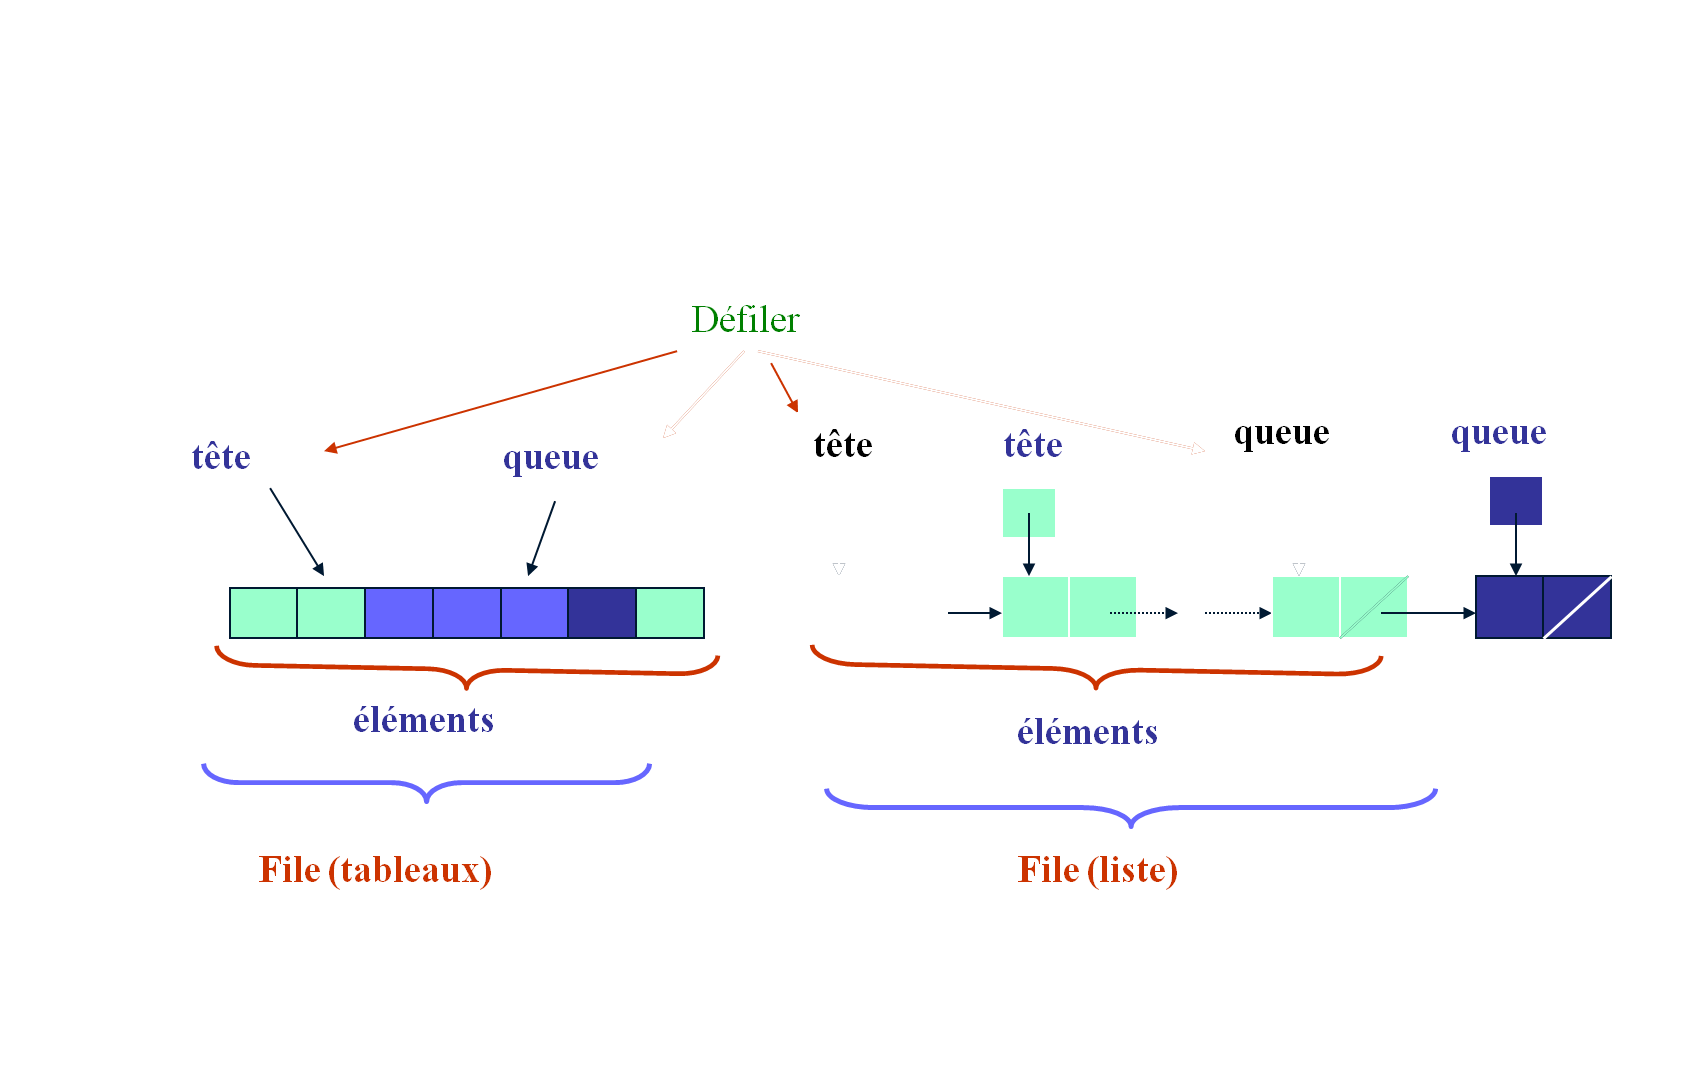 Défiler
tête
queue
tête
tête
queue
queue
éléments
éléments
File (tableaux)
File (liste)